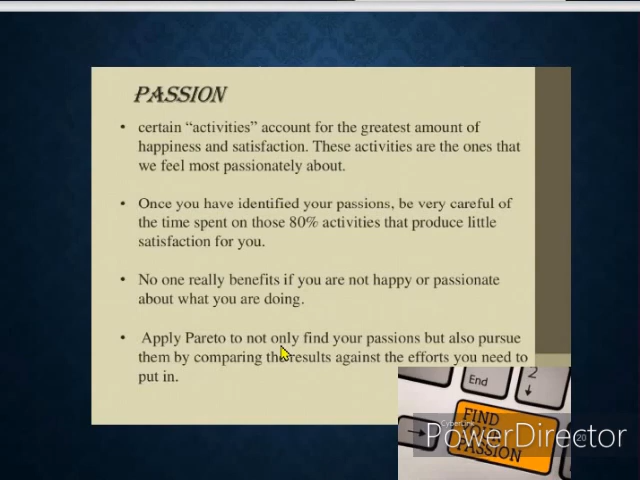 PASSION
• certain “activities” account for the greatest amount of
happiness and satisfaction. These activities are the ones that
we feel most passionately about.
• Once you have identified your passions, be very careful of
the time spent on those 80% activities that produce little
satisfaction for you.
• No one really benefits if you are not happy or passionate
about what you are doing.
• Apply Pareto to not only find your passions but also pursue
them by comparing the results against the efforts you need to
put in.
End
2
FIND
CyberLink
PowerDirector
20
PASSION